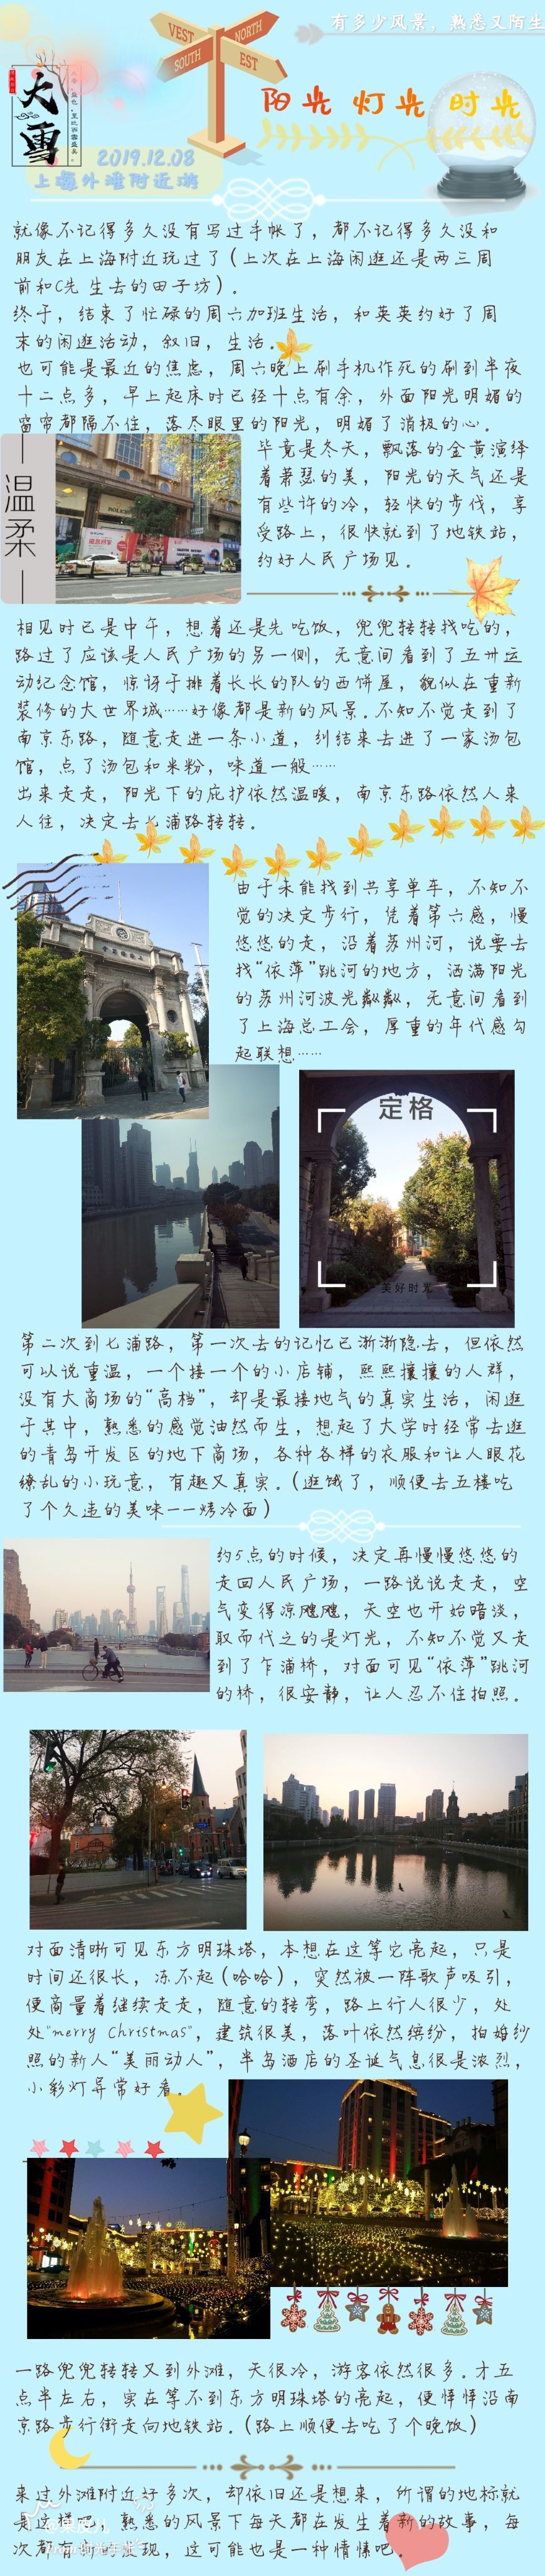 有多少风景，熟悉又陌生
VEST
NORTH
SOUTH
EST
阳光 灯光 时光
大雪
2019.12.08
上海外滩附近游
就像不记得多久没有写过手帐了，都不记得多久没和
朋友在上海附近玩过了（上次在上海闲逛还是两三周
前和C先生去的田子坊）。
终于，结束了忙碌的周六加班生活，和英英约好了周
末的闲逛活动，叙旧，生活。
也可能是最近的焦虑，周六晚上刷手机作死的刷到半夜
十二点多，早上起床时已经十点有余，外面阳光明媚的
窗帘都隔不住，落尽眼里的阳光，明媚了消极的心。
温柔
毕竟是冬天，飘落的金黄演绎
着萧瑟的美，阳光的天气还是
有些许的冷，轻快的步伐，享
受路上，很快就到了地铁站，
约好人民广场见。
相见时已是中午，想着还是先吃饭，兜兜转转找吃的，
路过了应该是人民广场的另一侧，无意间看到了五卅运
动纪念馆，惊讶于排着长长的队的西饼屋，貌似在重新
装修的大世界城……好像都是新的风景。不知不觉走到了
南京东路，随意走进一条小道，纠结来去进了一家汤包
馆，点了汤包和米粉，味道一般……
出来走走，阳光下的庇护依然温暖，南京东路依然人来
人往，决定去七浦路转转。
由于未能找到共享单车，不知不
觉的决定步行，凭着第六感，慢
悠悠的走，沿着苏州河，说要去
找“依萍”跳河的地方，洒满阳光
的苏州河波光粼粼，无意间看到
了上海总工会，厚重的年代感勾
起联想……
定格
美好时光
第二次到七浦路，第一次去的记忆已渐渐隐去，但依然
可以说重温，一个接一个的小店铺，熙熙攘攘的人群，
没有大商场的“高档”，却是最接地气的真实生活，闲逛
于其中，熟悉的感觉油然而生，想起了大学时经常去逛
的青岛开发区的地下商场，各种各样的衣服和让人眼花
缭乱的小玩意，有趣又真实。（逛饿了，顺便去五楼吃
了个久违的美味一一烤冷面）
约5点的时候，决定再慢慢悠悠的
走回人民广场，一路说说走走，空
气变得凉飕飕，天空也开始暗淡，
取而代之的是灯光，不知不觉又走
到了乍浦桥，对面可见“依萍”跳河
的桥，很安静，让人忍不住拍照。
对面清晰可见东方明珠塔，本想在这等它亮起，只是
时间还很长，冻不起（哈哈），突然被一阵歌声吸引，
便商量着继续走走，随意的转弯，路上行人很少，处
处“merry Christmas”，建筑很美，落叶依然缤纷，拍婚纱
照的新人“美丽动人”，半岛酒店的圣诞气息很是浓烈，
小彩灯异常好看。
一路兜兜转转又到外滩，天很冷，游客依然很多。才五
点半左右，实在等不到东方明珠塔的亮起，便悻悻沿南
京路步行街走向地铁站。（路上顺便去吃了个晚饭）
来过外滩附近好多次，却依旧还是想来，所谓的地标就
是这样吧，熟悉的风景下每天都在发生着新的故事，每
次都有新的发现，这可能也是一种情愫吧。